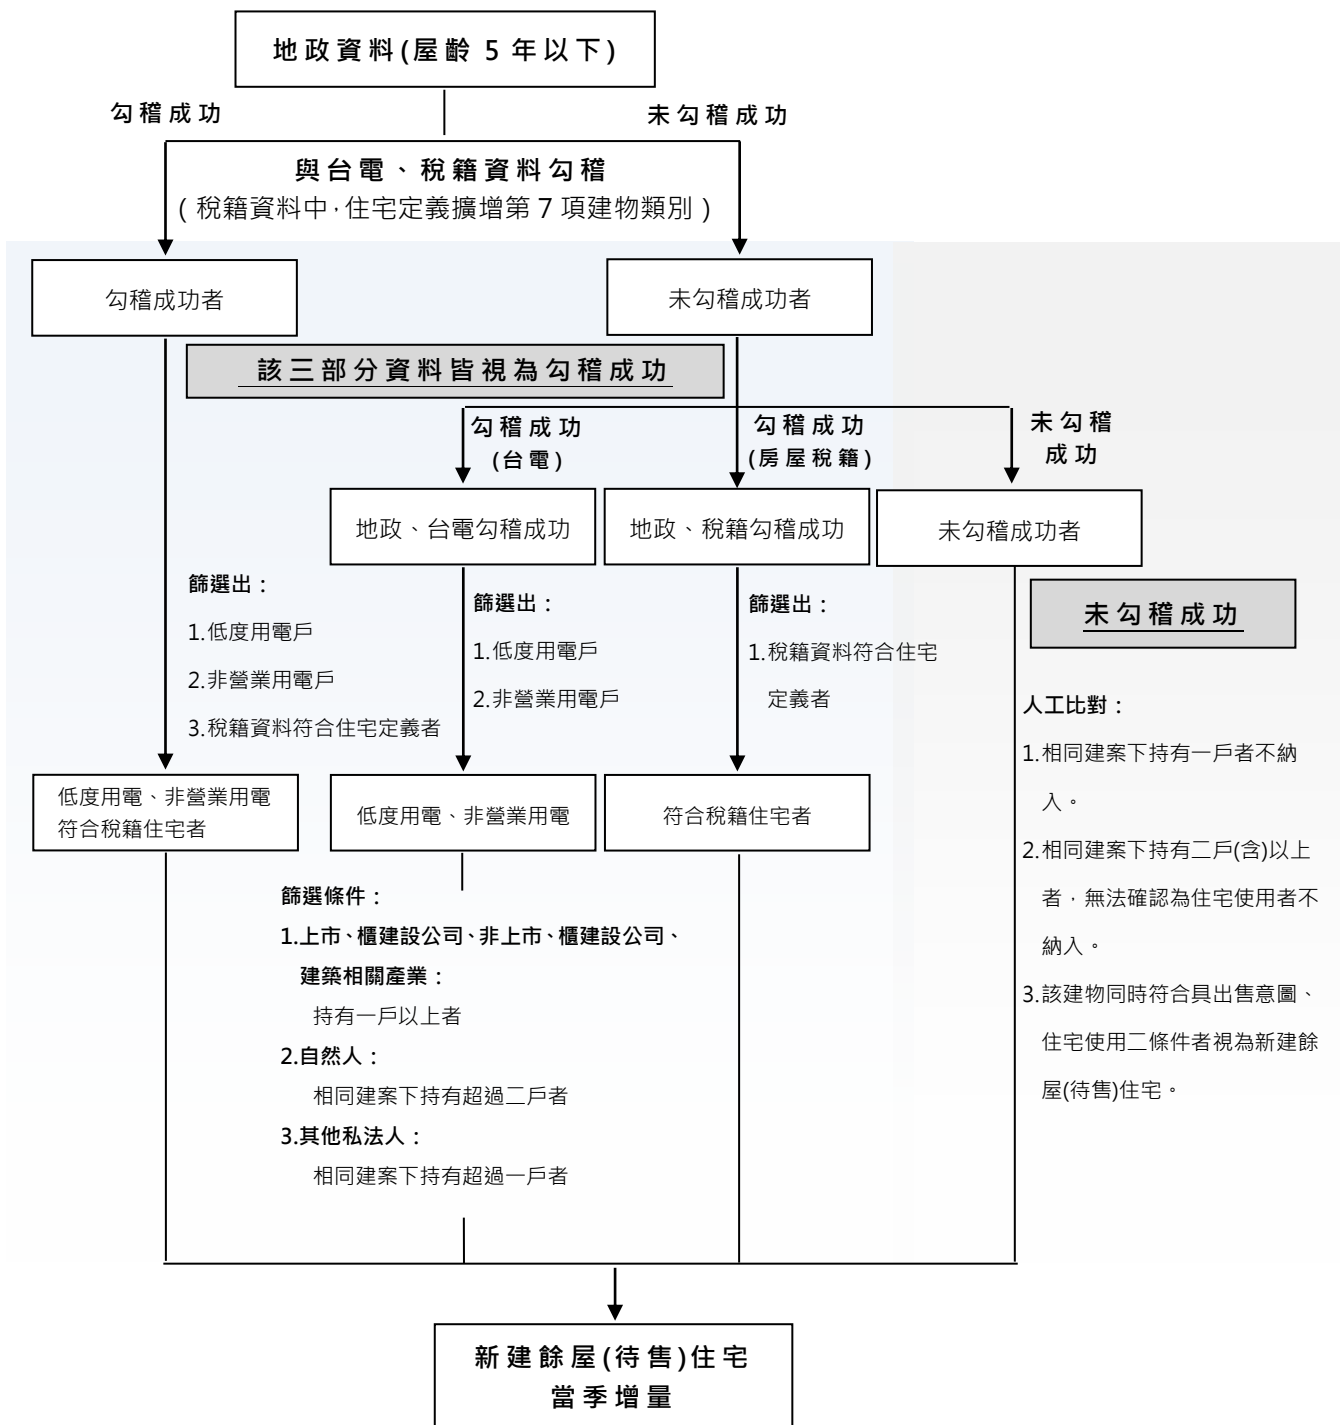 地政資料(屋齡 5 年以下)
勾稽成功
未勾稽成功
與台電、稅籍資料勾稽
(稅籍資料中,住宅定義擴增第 7 項建物類別)
勾稽成功者
未勾稽成功者
該三部分資料皆視為勾稽成功
勾稽成功
(台電)
勾稽成功
(房屋稅籍)
未勾稽
成功
地政、台電勾稽成功
地政、稅籍勾稽成功
未勾稽成功者
篩選出：
1.低度用電戶
2.非營業用電戶
3.稅籍資料符合住宅定義者
篩選出：
1.低度用電戶
2.非營業用電戶
篩選出：
1.稅籍資料符合住宅
定義者
未勾稽成功
人工比對：
1.相同建案下持有一戶者不納
入。
2.相同建案下持有二戶(含)以上
者，無法確認為住宅使用者不
納入。
3.該建物同時符合具出售意圖、
住宅使用二條件者視為新建餘
屋(待售)住宅。
低度用電、非營業用電
符合稅籍住宅者
低度用電、非營業用電
符合稅籍住宅者
篩選條件：
1.上市、櫃建設公司、非上市、櫃建設公司、
建築相關產業：
持有一戶以上者
2.自然人：
相同建案下持有超過二戶者
3.其他私法人：
相同建案下持有超過一戶者
新建餘屋(待售)住宅
當季增量